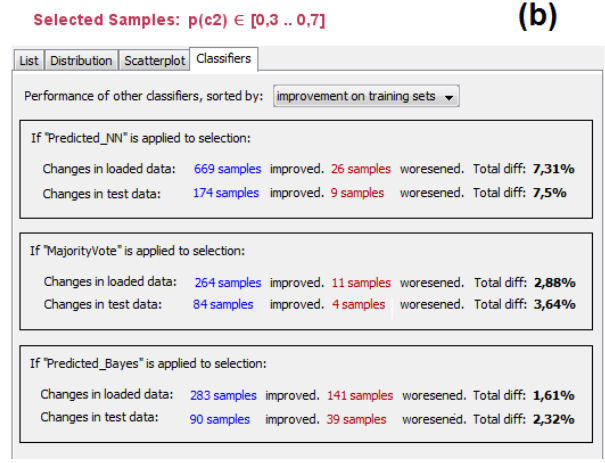 Selected Samples: p(c2) ∈ [0,3 .. 0,7]
(b)
List Distribution Scatterplot Classifiers
Performance of other classifiers, sorted by: improvement on training sets
If "Predicted_NN" is applied to selection:
Changes in loaded data: 669 samples improved. 26 samples woresened. Total diff: 7,31%
Changes in test data: 174 samples improved. 9 samples woresened. Total diff: 7,5%
If "MajorityVote" is applied to selection:
Changes in loaded data: 264 samples improved. 11 samples woresened. Total diff: 2,88%
Changes in test data: 84 samples improved. 4 samples woresened. Total diff: 3,64%
If "Predicted_Bayes" is applied to selection:
Changes in loaded data: 283 samples improved. 141 samples woresened. Total diff: 1,61%
Changes in test data: 90 samples improved. 39 samples woresened. Total diff: 2,32%